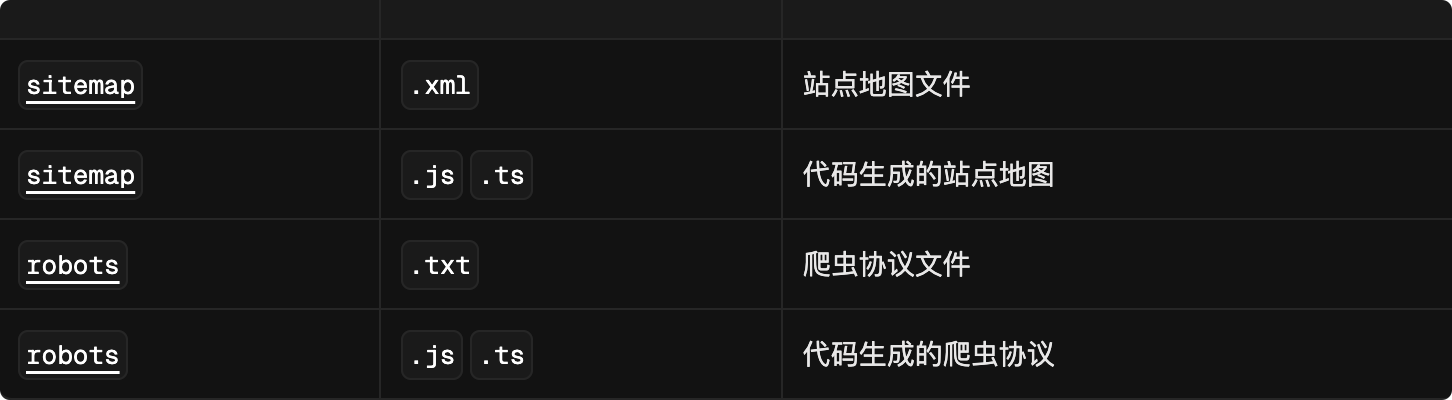 sitemap .xml 站点地图文件
sitemap .js .ts 代码生成的站点地图
robots .txt 爬虫协议文件
robots .js .ts 代码生成的爬虫协议